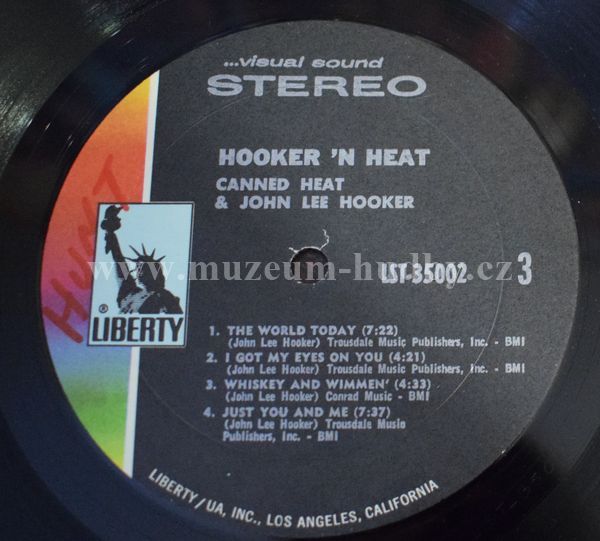 ...visual sound
STEREO
HOOKER 'N HEAT
CANNED HEAT
& JOHN LEE HOOKER
HUNT
www.muzeum-hudby.cz
LST-35002 3
® LIBERTY
1. THE WORLD TODAY (7:22)
(John Lee Hooker) Trousdale Music Publishers, Inc. - BMI
2. I GOT MY EYES ON YOU (4:21)
(John Lee Hooker) Trousdale Music Publishers, Inc. - BMI
3. WHISKEY AND WIMMEN' (4:33)
(John Lee Hooker) Conrad Music - BMI
4. JUST YOU AND ME (7:37)
(John Lee Hooker) Trousdale Music
Publishers, Inc. - BMI
LIBERTY/UA, INC., LOS ANGELES, CALIFORNIA